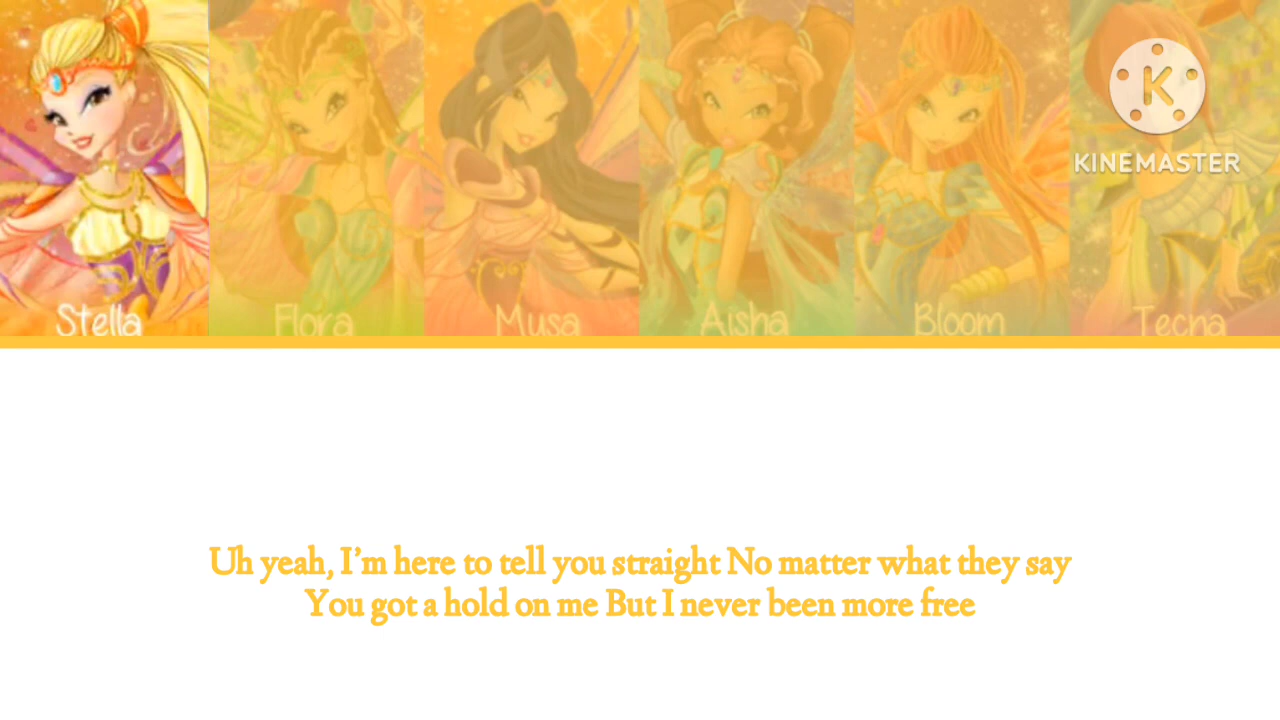 K
KINEMASTER
Stella
Flora
Musa
Aisha
Bloom
Tecna
Uh yeah, I'm here to tell you straight No matter what they say
You got a hold on me But I never been more free